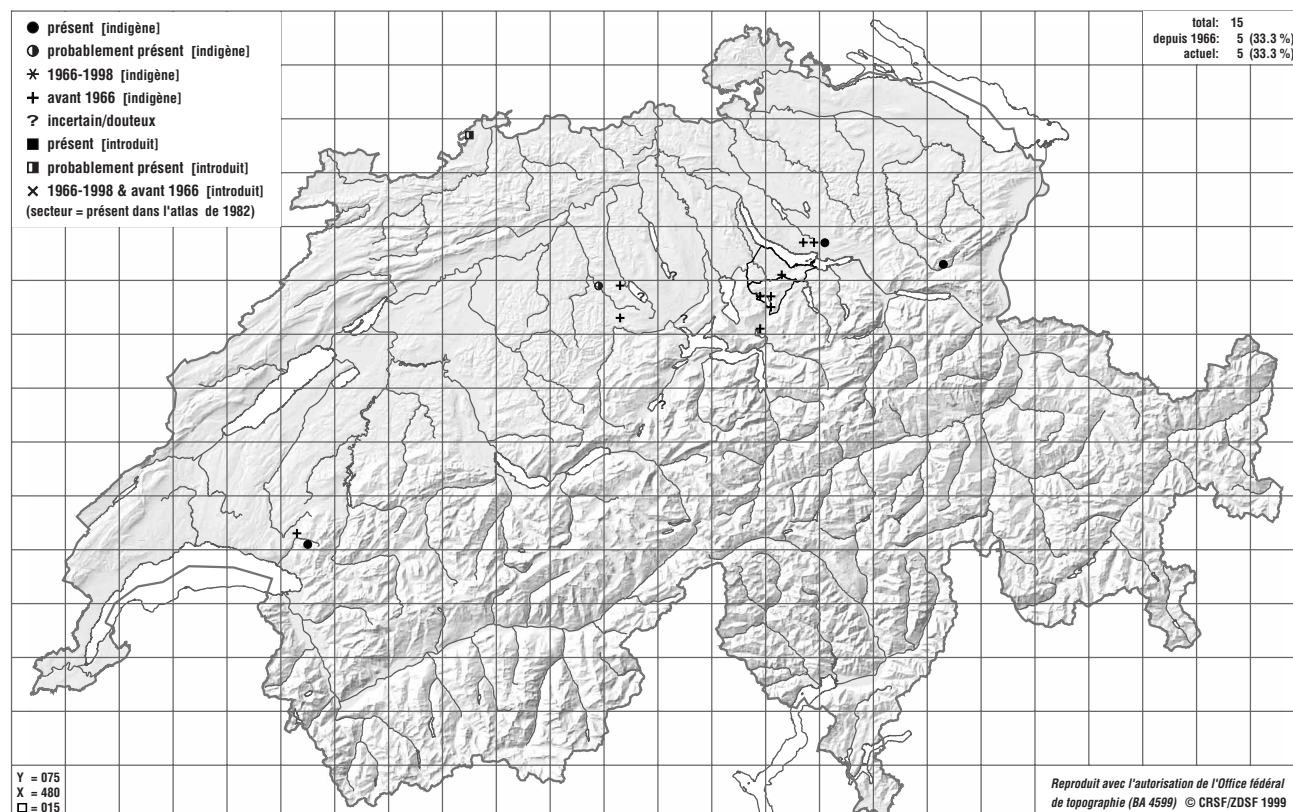 ● présent [indigène]
◑ probablement présent [indigène]
✳ 1966-1998 [indigène]
+ avant 1966 [indigène]
? incertain/douteux
■ présent [introduit]
◨ probablement présent [introduit]
× 1966-1998 & avant 1966 [introduit]
(secteur = présent dans l'atlas de 1982)
total: 15
depuis 1966: 5 (33.3 %)
actuel: 5 (33.3 %)
Y = 075
X = 480
□ = 015
Reproduit avec l'autorisation de l'Office fédéral
de topographie (BA 4599) © CRSF/ZDSF 1999